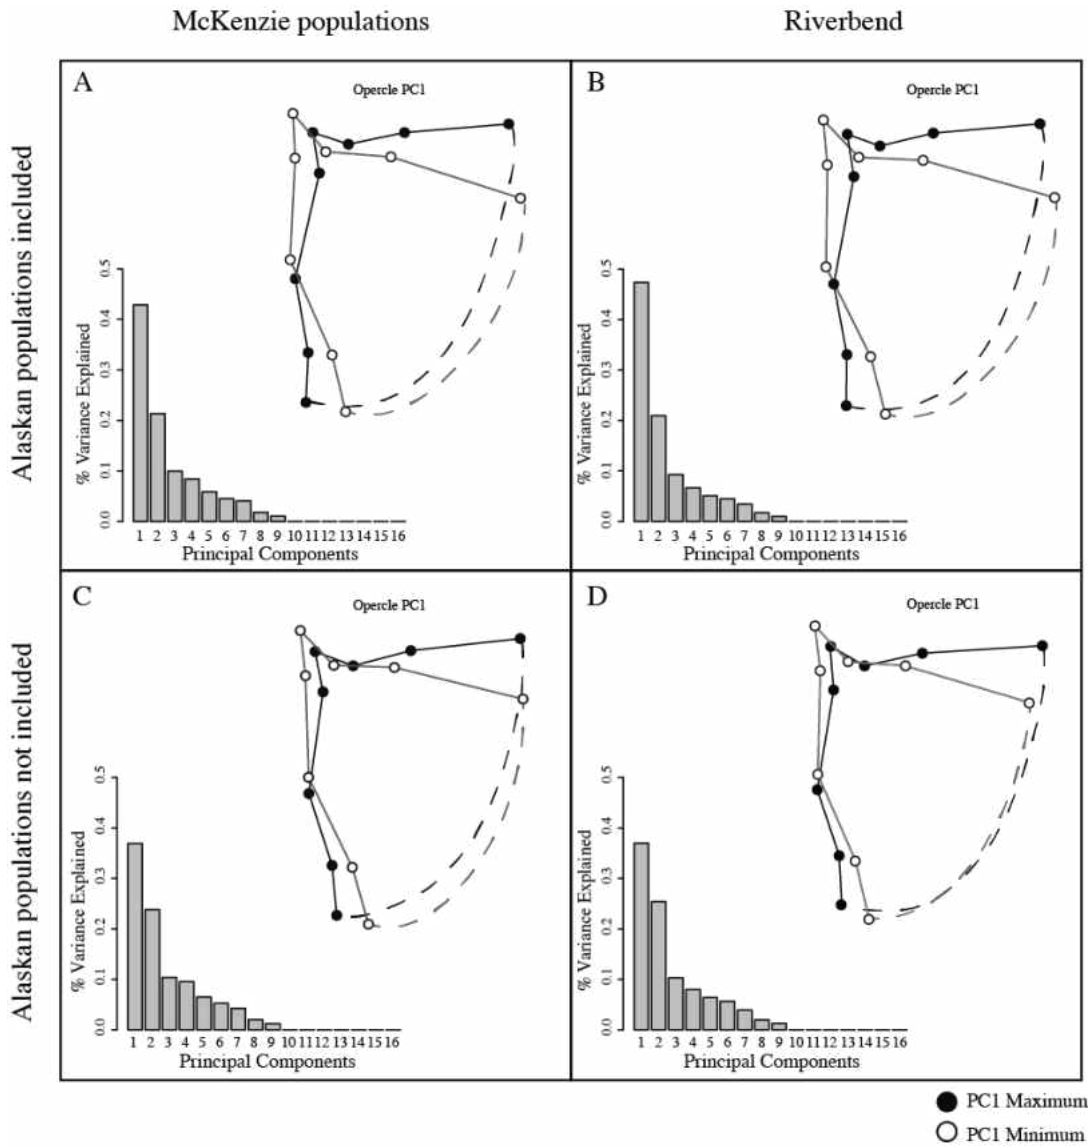 McKenzie populations
Riverbend
Alaskan populations included
Alaskan populations not included
A
Opercle PC1
% Variance Explained
0.5
0.4
0.3
0.2
0.1
0.0
1 2 3 4 5 6 7 8 9 10 11 12 13 14 15 16
Principal Components
B
Opercle PC1
% Variance Explained
0.5
0.4
0.3
0.2
0.1
0.0
1 2 3 4 5 6 7 8 9 10 11 12 13 14 15 16
Principal Components
C
Opercle PC1
% Variance Explained
0.5
0.4
0.3
0.2
0.1
0.0
1 2 3 4 5 6 7 8 9 10 11 12 13 14 15 16
Principal Components
D
Opercle PC1
% Variance Explained
0.5
0.4
0.3
0.2
0.1
0.0
1 2 3 4 5 6 7 8 9 10 11 12 13 14 15 16
Principal Components
PC1 Maximum
PC1 Minimum